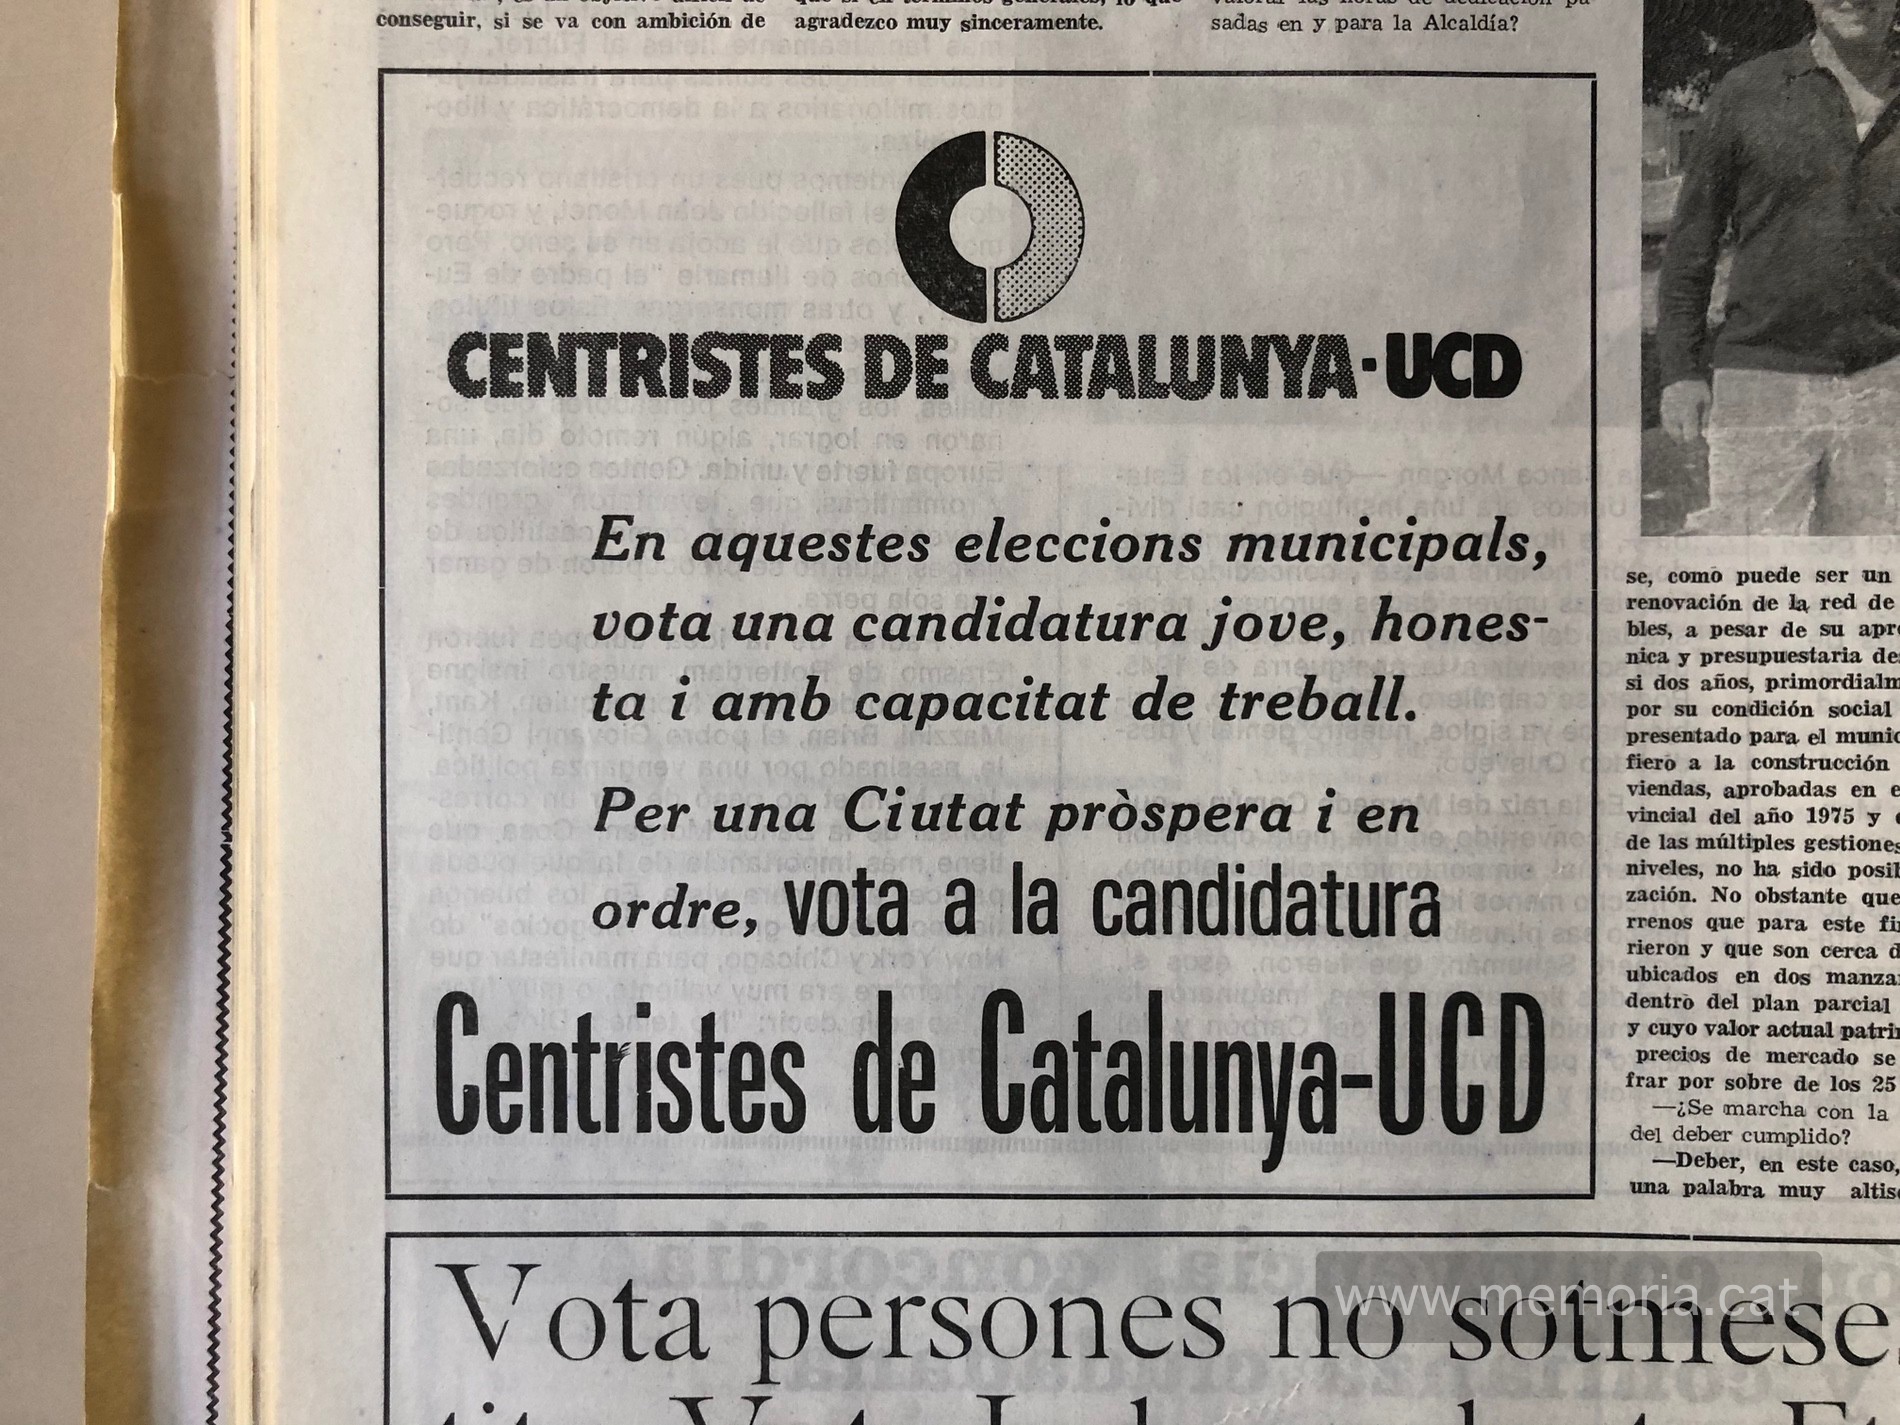 conseguir, si se va con ambición de
agradezco muy sinceramente.
sadas en y para la Alcaldía?
CENTRISTES DE CATALUNYA·UCD
En aquestes eleccions municipals,
vota una candidatura jove, hones-
ta i amb capacitat de treball.
Per una Ciutat pròspera i en
ordre, vota a la candidatura
Centristes de Catalunya-UCD
se, como puede ser un
renovación de la red de
bles, a pesar de su apro
nica y presupuestaria de
si dos años, primordialm
por su condición social
presentado para el munic
fiero a la construcción
viendas, aprobadas en e
vincial del año 1975 y
de las múltiples gestiones
niveles, no ha sido posib
zación. No obstante que
rrenos que para este fi
rieron y que son cerca d
ubicados en dos manza
dentro del plan parcial
y cuyo valor actual patri
precios de mercado se
frar por sobre de los 25
—¿Se marcha con la
del deber cumplido?
—Deber, en este caso,
una palabra muy altis
Vota persones no sotmese
www.memoria.cat